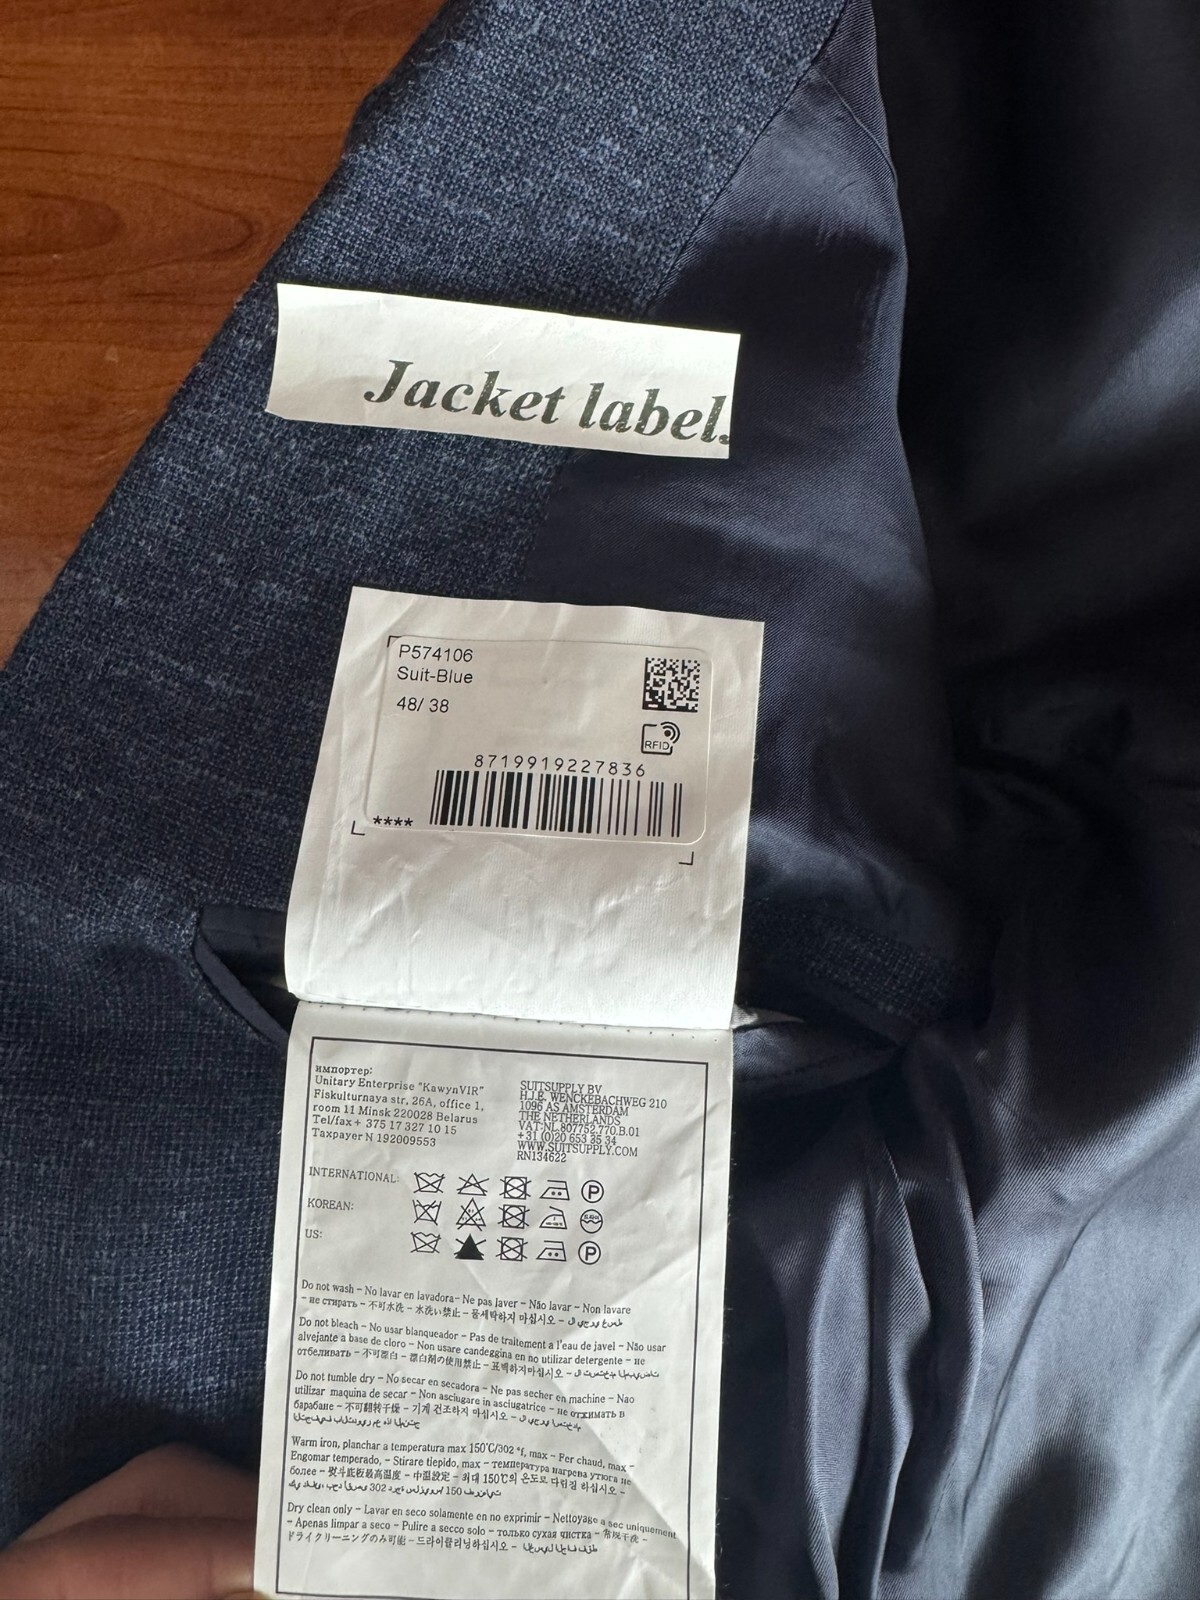 Jacket label.
P574106
Suit-Blue
48/ 38
RFID
8719919227836
****
импортер:
Unitary Enterprise "KawynVIR"
Fiskulturnaya str, 26A, office 1,
room 11 Minsk 220028 Belarus
Tel/fax+ 375 17 327 10 15
Taxpayer N 192009553
SUITSUPPLY BV
H.J.E. WENCKEBACHWEG 210
1096 AS AMSTERDAM
THE NETHERLANDS
VAT:NL.807752.770.B.01
+31 (0)20 653 35 34
WWW.SUITSUPPLY.COM
RN134622
INTERNATIONAL:
P
KOREAN:
US:
P
Do not wash – No lavar en lavadora– Ne pas laver – Não lavar – Non lavare
– не стирать – 不可水洗 – 水洗い禁止 – 물세탁하지 마십시오 –
Do not bleach – No usar blanqueador – Pas de traitement a l'eau de javel – Não usar
alvejante a base de cloro – Non usare candeggina en no utilizar detergente – не
отбеливать – 不可漂白 – 漂白剤の使用禁止 – 표백하지마십시오 –
Do not tumble dry – No secar en secadora – Ne pas secher en machine – Nao
utilizar maquina de secar – Non asciugare in asciugatrice – не отжимать в
барабане – 不可翻转干燥 – 기계 건조하지 마십시오 –
Warm iron, planchar a temperatura max 150℃/302 °f, max – Fer chaud, max –
Engomar temperado, – Stirare tiepido, max – температура нагрева утюга не
более – 熨斗底板最高温度 – 中温設定 – 최대 150℃의 온도로 다림질 하십시오 –
302 150
Dry clean only – Lavar en seco solamente en no exprimir – Nettoyage a sec uniquement
– Apenas limpar a seco – Pulire a secco solo – только сухая чистка – 常规干洗 –
ドライクリーニングのみ可能 – 드라이클리닝하십시오 –